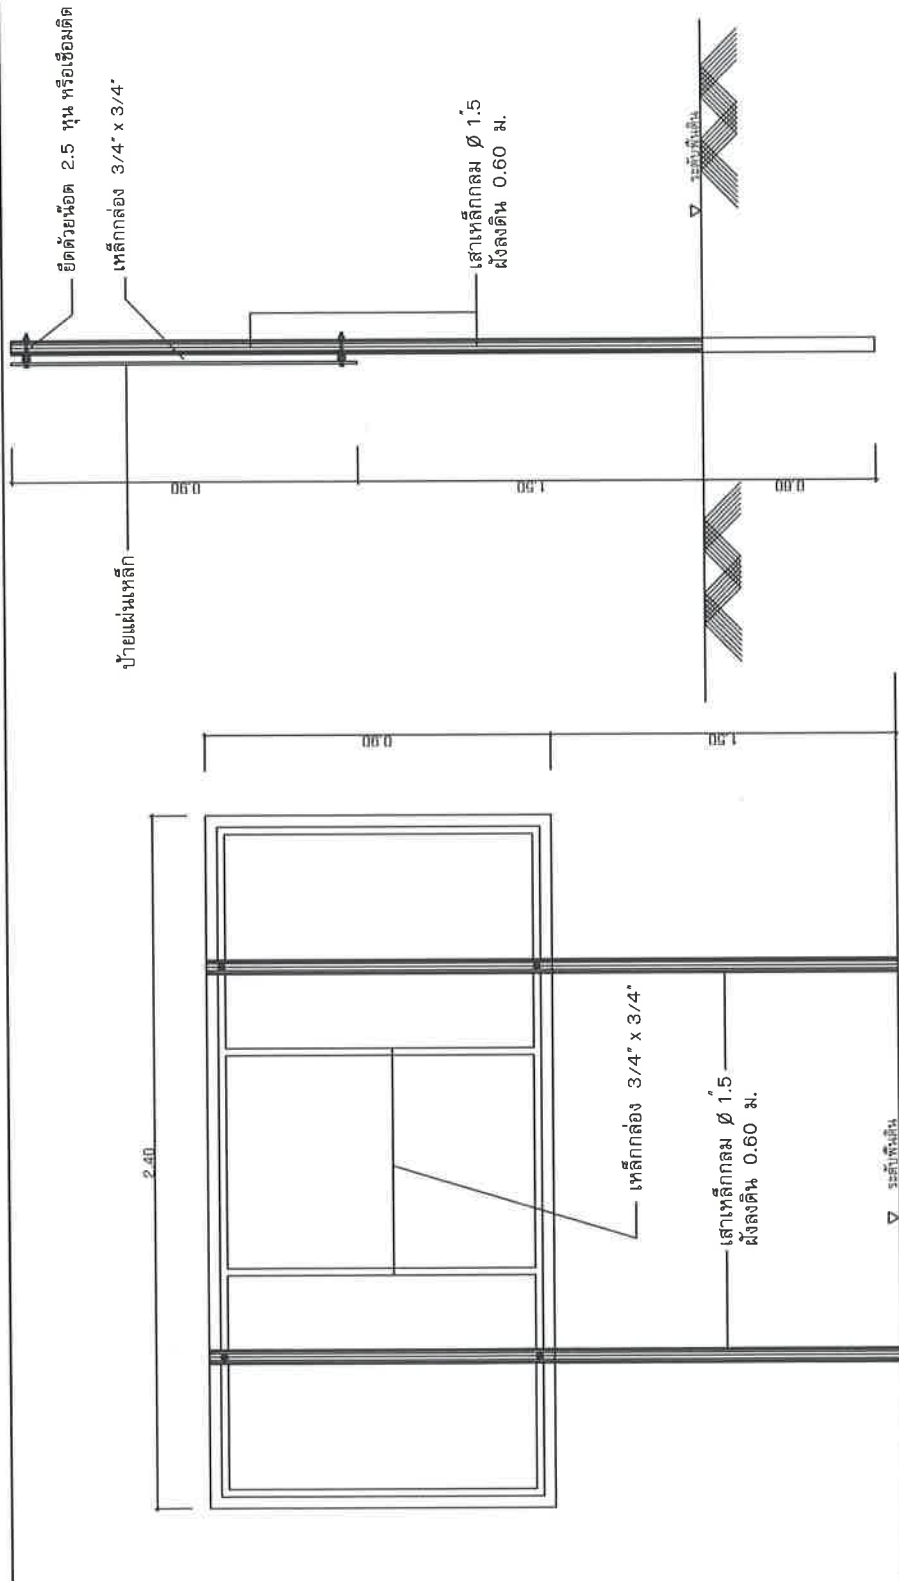 ยึดด้วยน๊อต 2.5 หุน หรือเชื่อมติด
เหล็กกล่อง 3/4" x 3/4"
เสาเหล็กกลม Ø 1.5"
ฝังลงดิน 0.60 ม.
ระดับพื้นดิน
0.90
1.50
0.60
ป้ายแผ่นเหล็ก
2.40
0.90
1.50
เหล็กกล่อง 3/4" x 3/4"
เสาเหล็กกลม Ø 1.5"
ฝังลงดิน 0.60 ม.
ระดับพื้นดิน